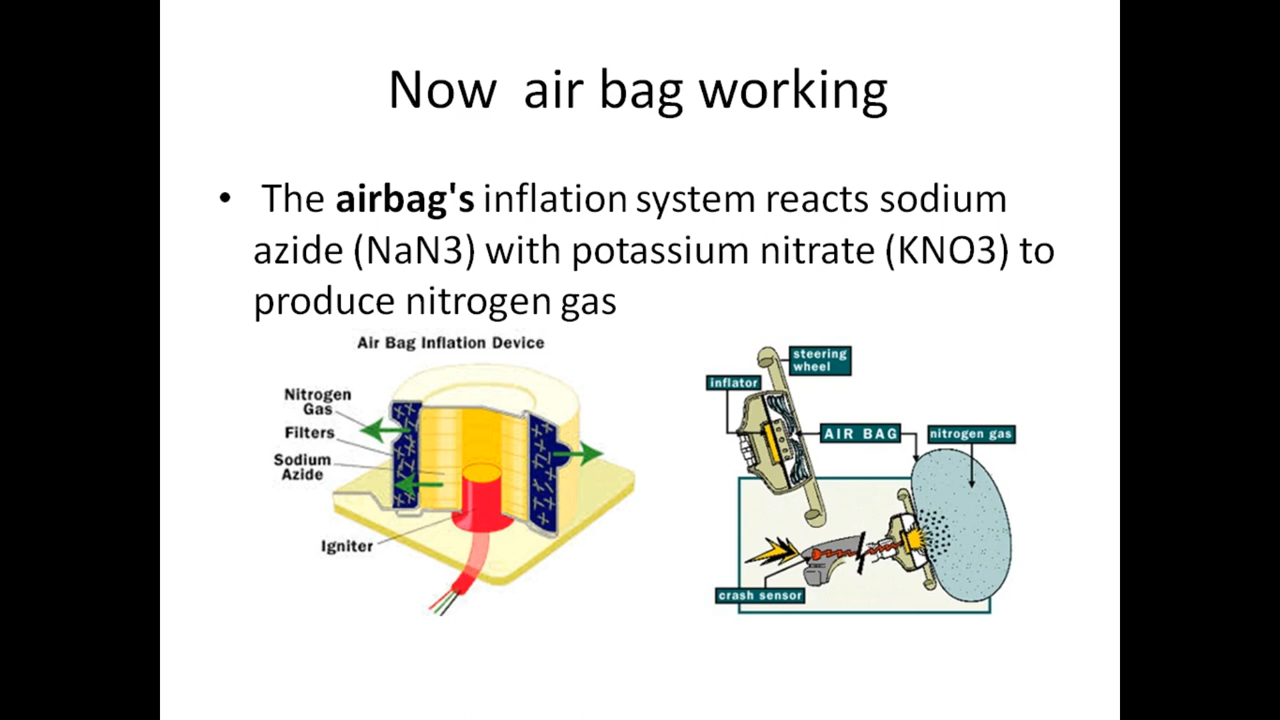 Now  air bag working
• The airbag's inflation system reacts sodium
azide (NaN3) with potassium nitrate (KNO3) to
produce nitrogen gas
Air Bag Inflation Device
Nitrogen
Gas
Filters
Sodium
Azide
Igniter
steering
wheel
inflator
AIR BAG
nitrogen gas
crash sensor